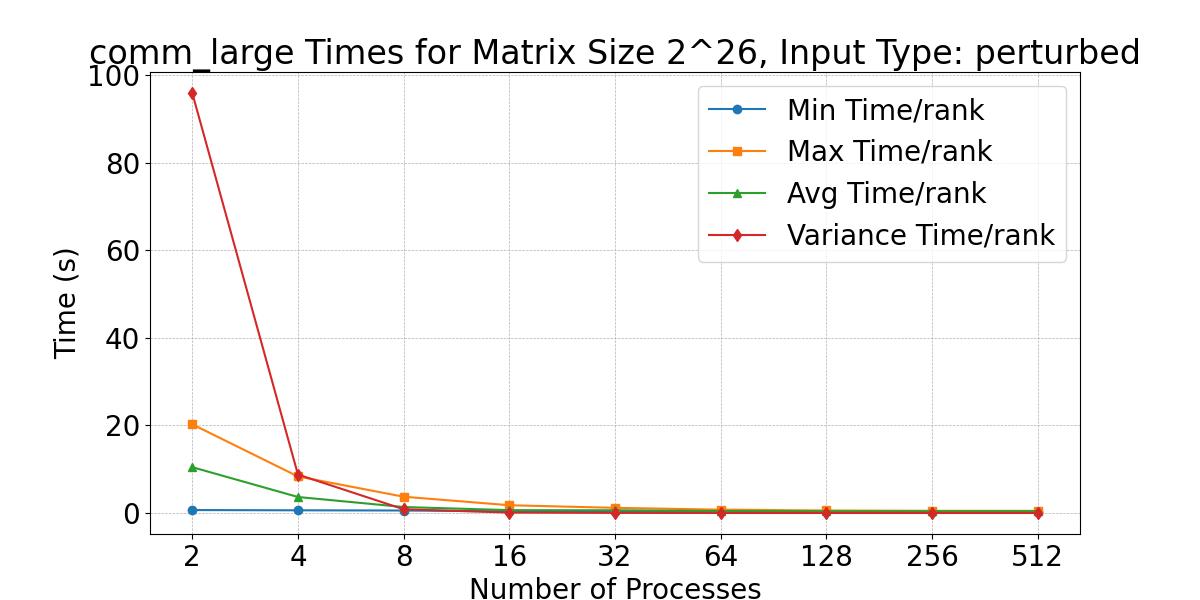 comm_large Times for Matrix Size 2^26, Input Type: perturbed
100
80
60
40
20
0
Time (s)
Min Time/rank
Max Time/rank
Avg Time/rank
Variance Time/rank
2 4 8 16 32 64 128 256 512
Number of Processes